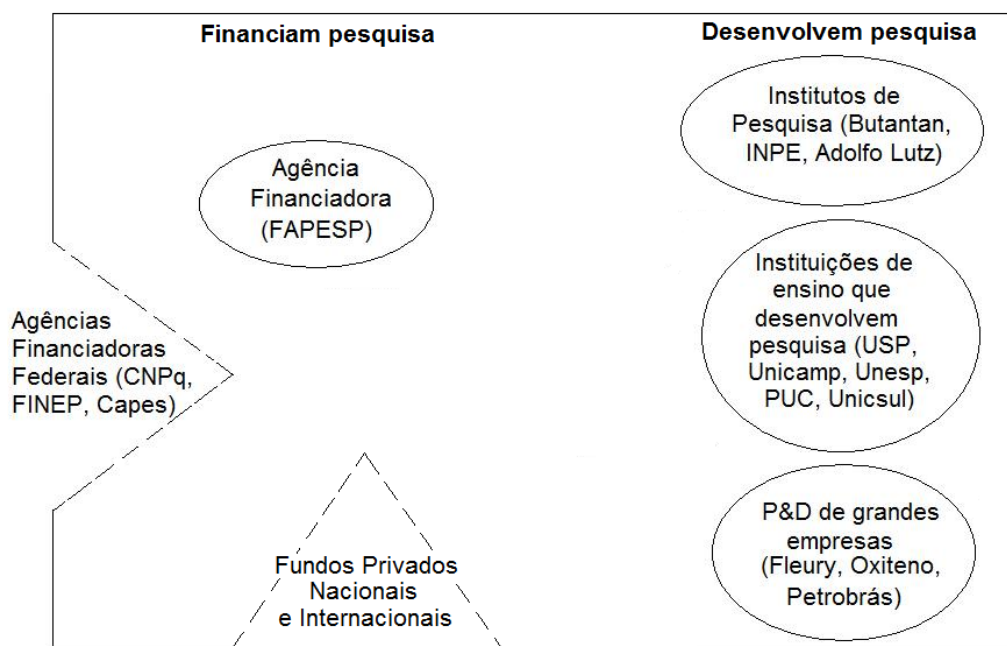 Financiam pesquisa
Desenvolvem pesquisa
Agência
Financiadora
(FAPESP)
Institutos de
Pesquisa (Butantan,
INPE, Adolfo Lutz)
Agências
Financiadoras
Federais (CNPq,
FINEP, Capes)
Instituições de
ensino que
desenvolvem
pesquisa (USP,
Unicamp, Unesp,
PUC, Unicsul)
Fundos Privados
Nacionais
e Internacionais
P&D de grandes
empresas
(Fleury, Oxiteno,
Petrobrás)